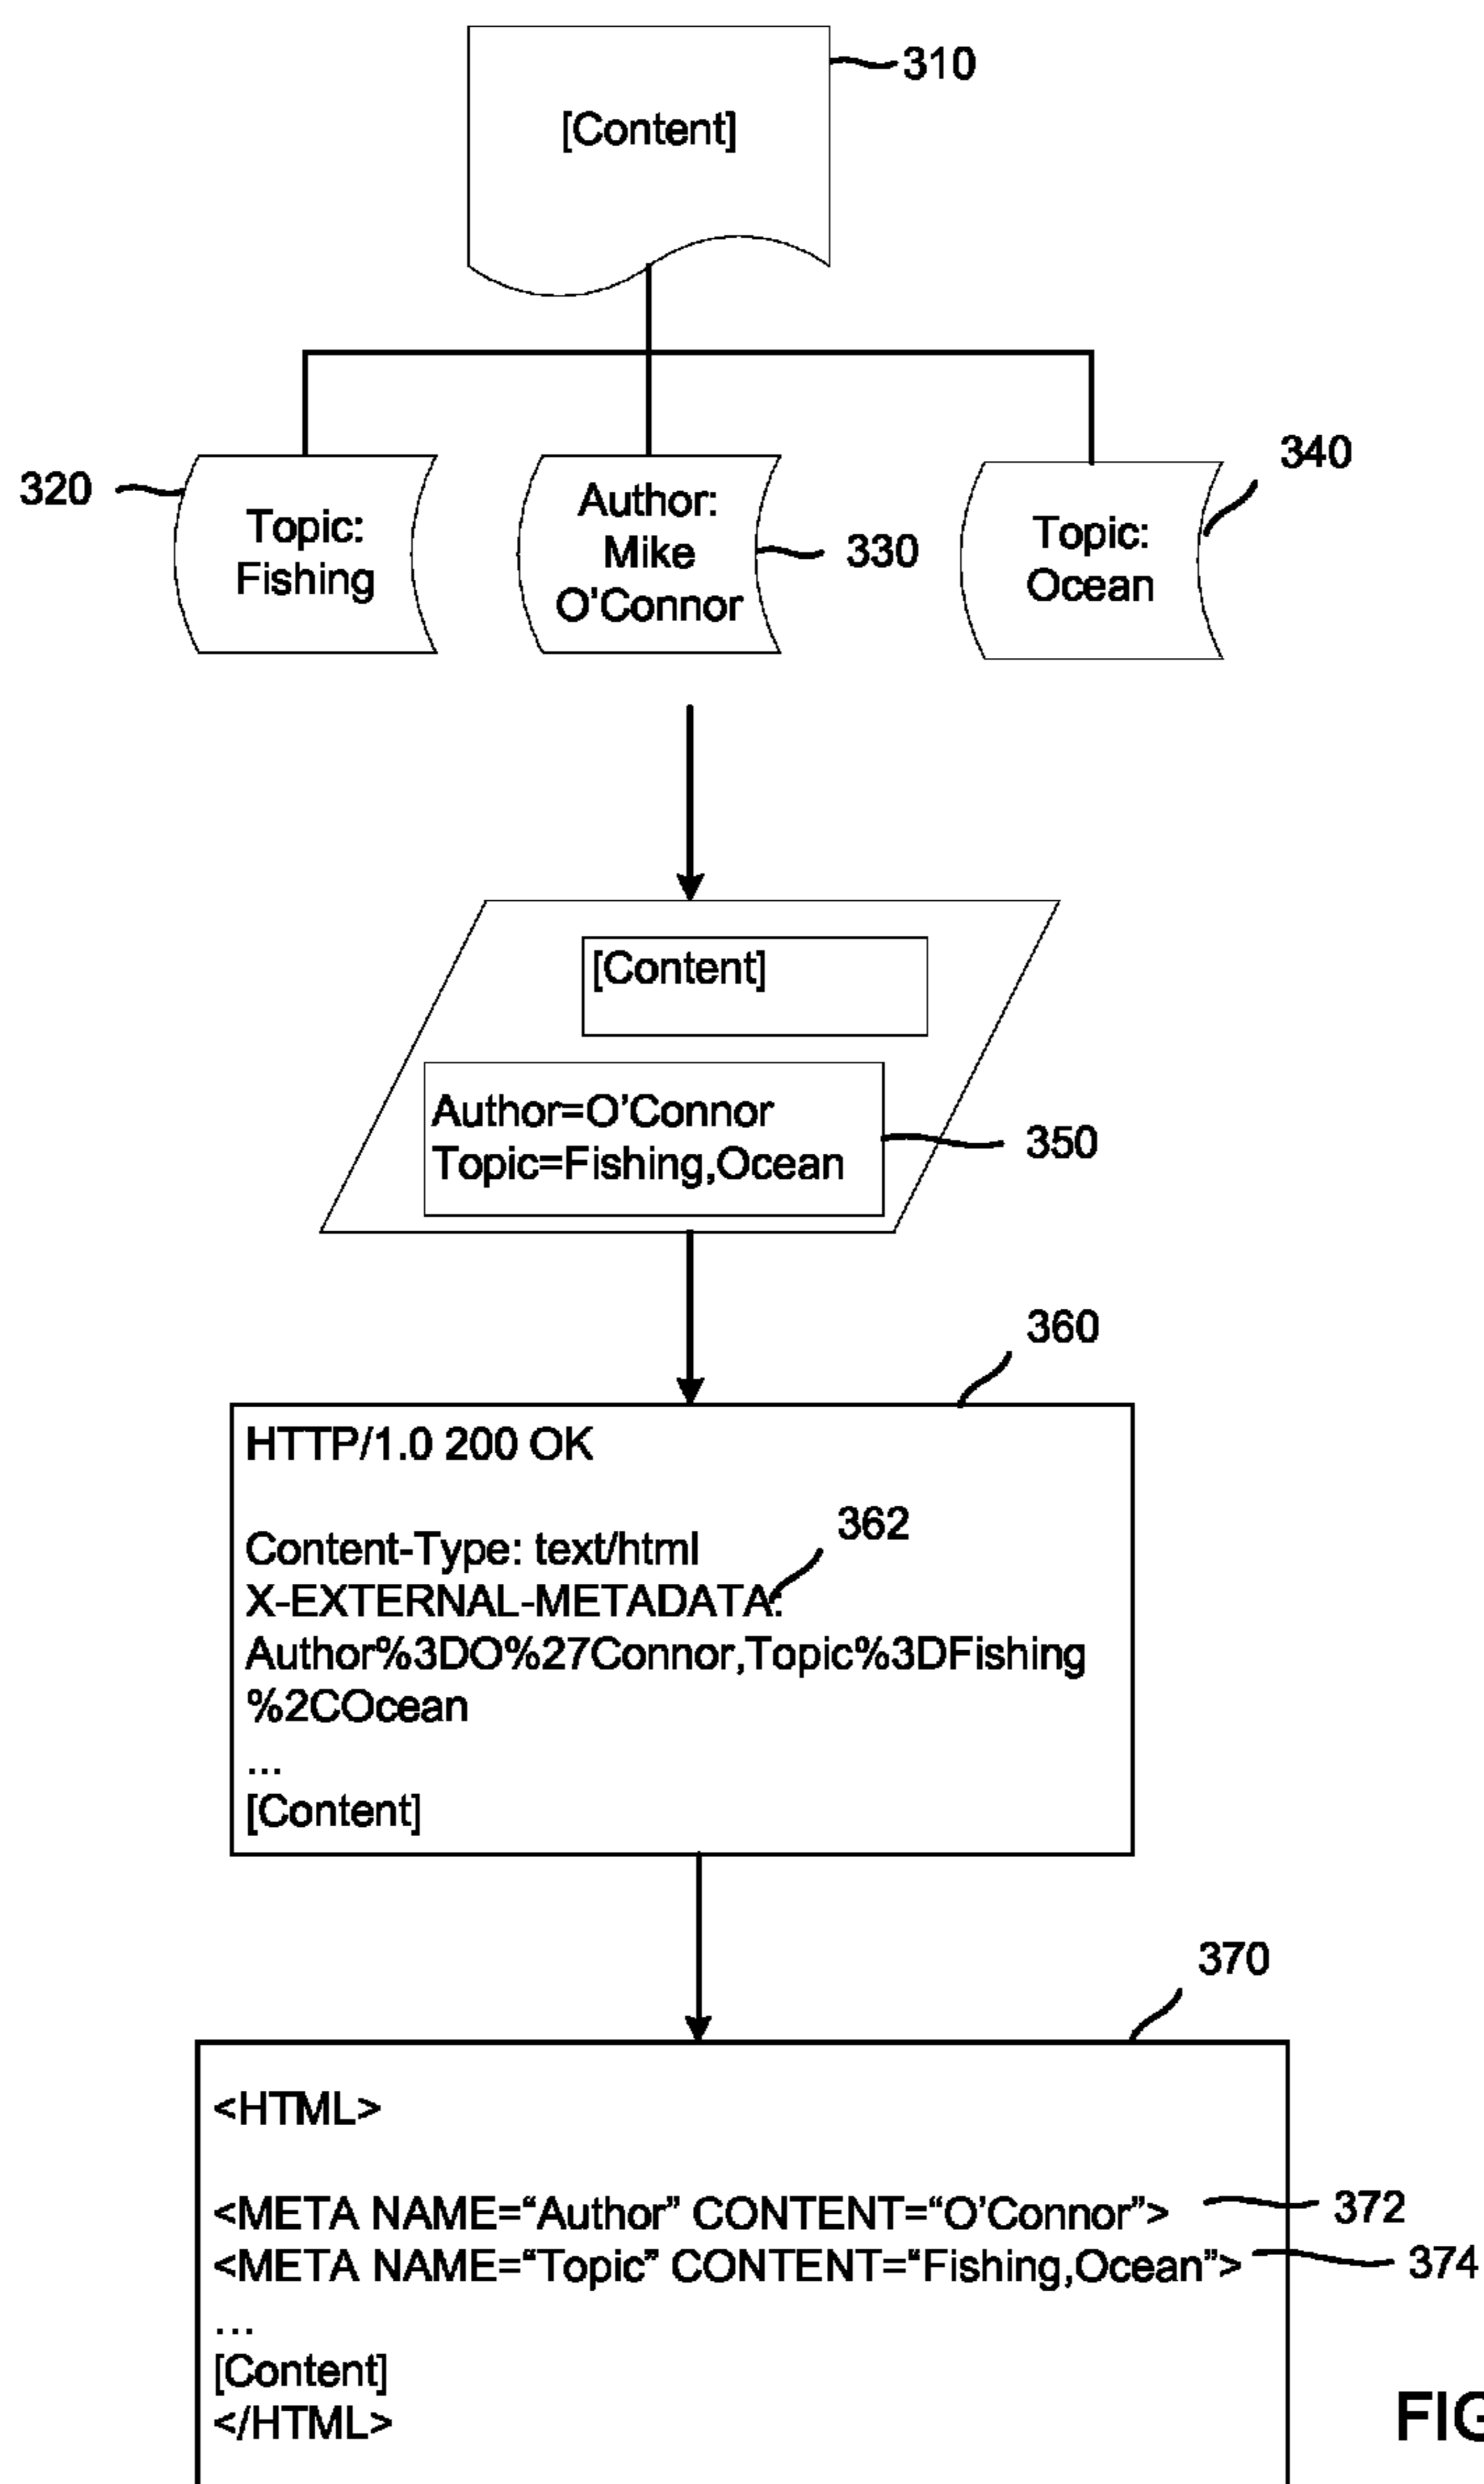 310
[Content]
320
Topic:
Fishing
Author:
Mike
O'Connor
330
340
Topic:
Ocean
[Content]
Author=O'Connor
Topic=Fishing,Ocean
350
360
HTTP/1.0 200 OK
362
Content-Type: text/html
X-EXTERNAL-METADATA:
Author%3DO%27Connor,Topic%3DFishing
%2COcean
...
[Content]
370
<HTML>
<META NAME=“Author” CONTENT=“O’Connor”>
372
<META NAME=“Topic” CONTENT=“Fishing,Ocean”>
374
...
[Content]
</HTML>